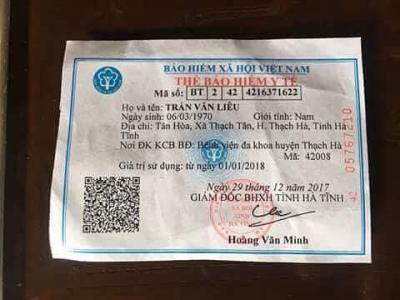 BẢO HIỂM XÃ HỘI VIỆT NAM
THẺ BẢO HIỂM Y TẾ
Mã số: BT 2 42 4216371622
Họ và tên: TRẦN VĂN LIÊU
Ngày sinh: 06/03/1970 Giới tính: Nam
Địa chỉ: Tân Hòa, Xã Thạch Tân, H. Thạch Hà, Tỉnh Hà
Tĩnh
Nơi ĐK KCB BĐ: Bệnh viện đa khoa huyện Thạch Hà
Mã: 42008
Giá trị sử dụng: từ ngày 01/01/2018
Ngày 29 tháng 12 năm 2017
GIÁM ĐỐC BHXH TỈNH HÀ TĨNH
Hoàng Văn Minh
42 05767210